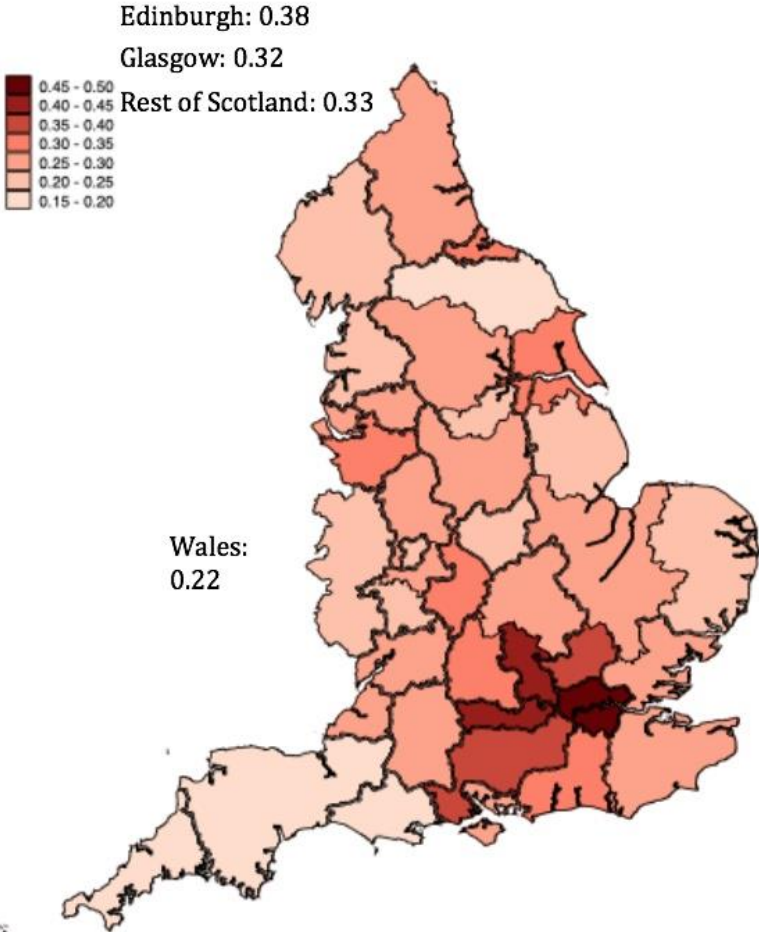 Edinburgh: 0.38
Glasgow: 0.32
Rest of Scotland: 0.33
0.45 - 0.50
0.40 - 0.45
0.35 - 0.40
0.30 - 0.35
0.25 - 0.30
0.20 - 0.25
0.15 - 0.20
Wales:
0.22